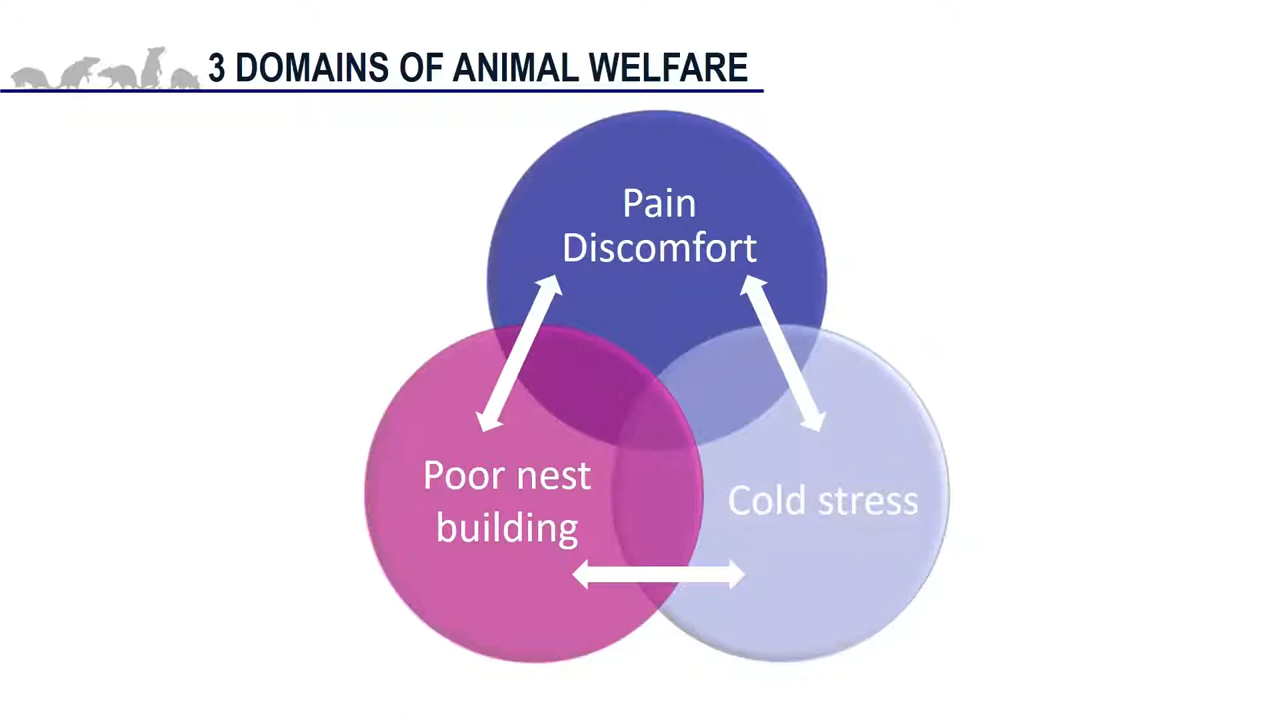 3 DOMAINS OF ANIMAL WELFARE
Pain
Discomfort
Poor nest
building
Cold stress